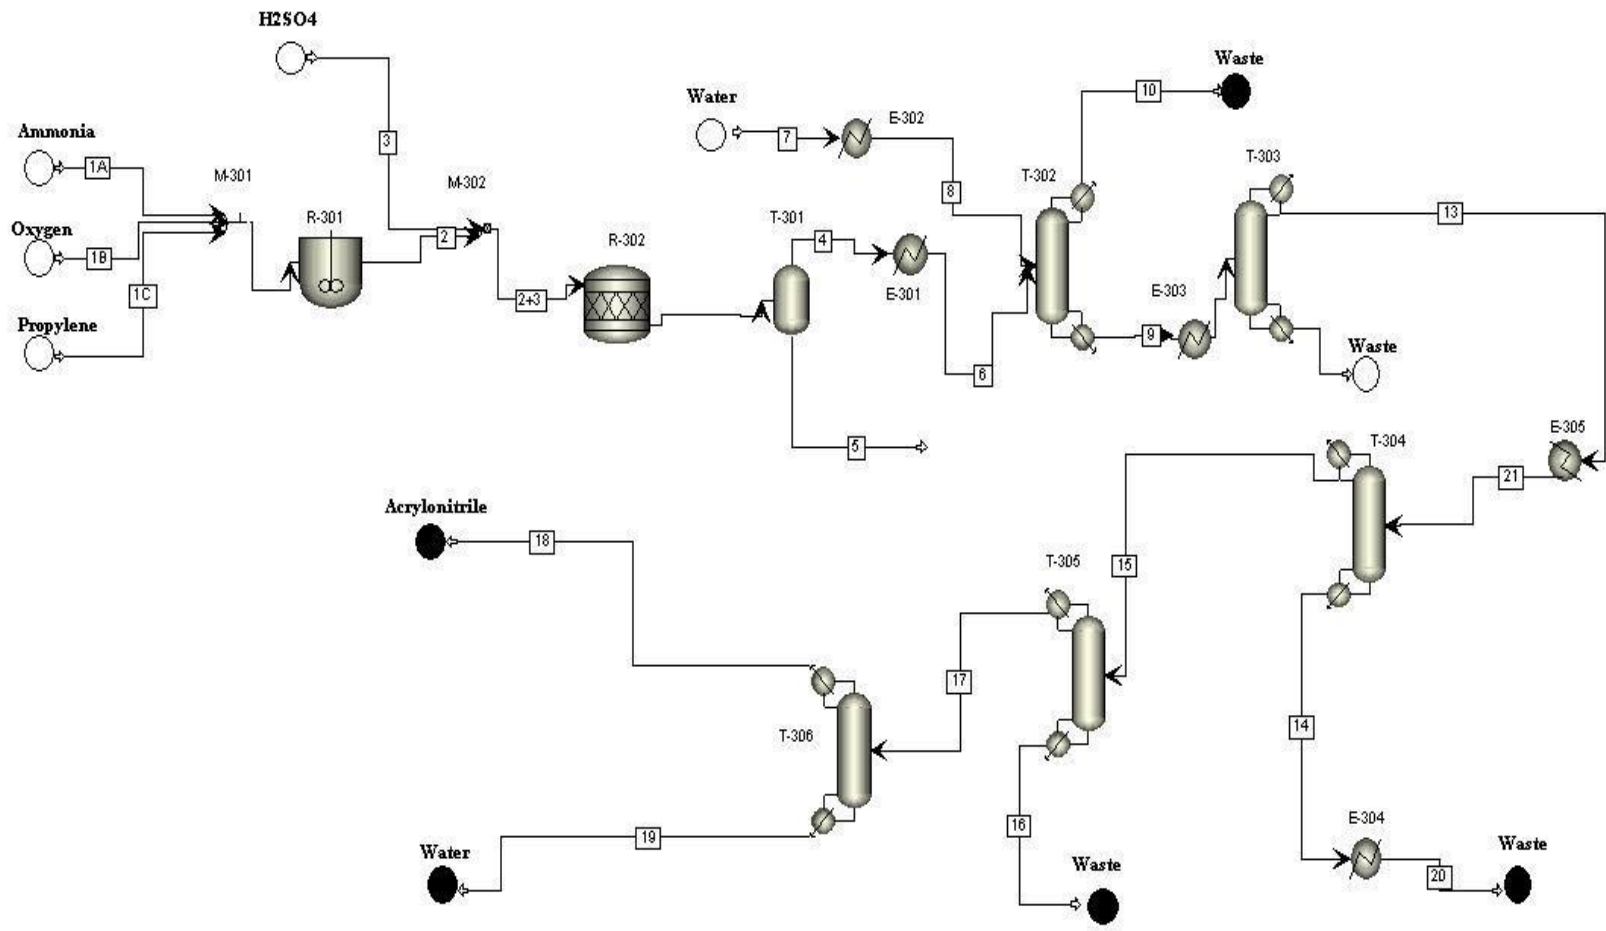 H2SO4
Waste
10
Water
E-302
7
Ammonia
1A
3
M-301
M-302
T-302
T-303
8
13
R-301
T-301
Oxygen
1B
2
R-302
4
1C
E-301
E-303
2+3
Propylene
9
6
Waste
5
E-305
T-304
21
Acrylonitrile
18
T-305
15
17
14
T-306
16
19
E-304
Water
Waste
20
Waste